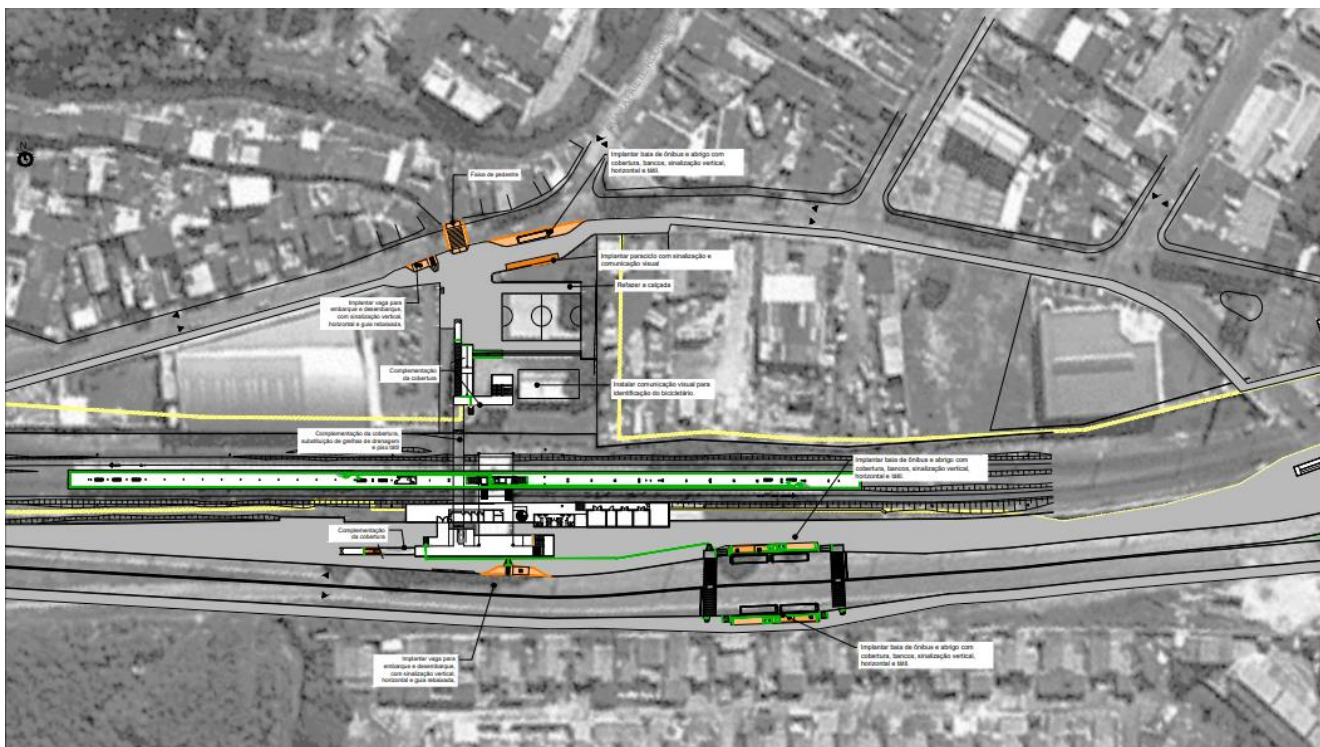 Implantar baia de ônibus e abrigo com
cobertura, bancos, sinalização vertical,
horizontal e tátil.
Faixa de pedestre
N
Implantar paraciclo com sinalização e
comunicação visual
Refazer a calçada
Implantar vaga para
embarque e desembarque,
com sinalização vertical,
horizontal e guia rebaixada.
Complementação
da cobertura
Instalar comunicação visual para
identificação do bicicletário.
Complementação da cobertura,
substituição de grelhas de drenagem
e piso tátil
Implantar baia de ônibus e abrigo com
cobertura, bancos, sinalização vertical,
horizontal e tátil.
Complementação
da cobertura
Implantar vaga para
embarque e desembarque,
com sinalização vertical,
horizontal e guia rebaixada.
Implantar baia de ônibus e abrigo com
cobertura, bancos, sinalização vertical,
horizontal e tátil.